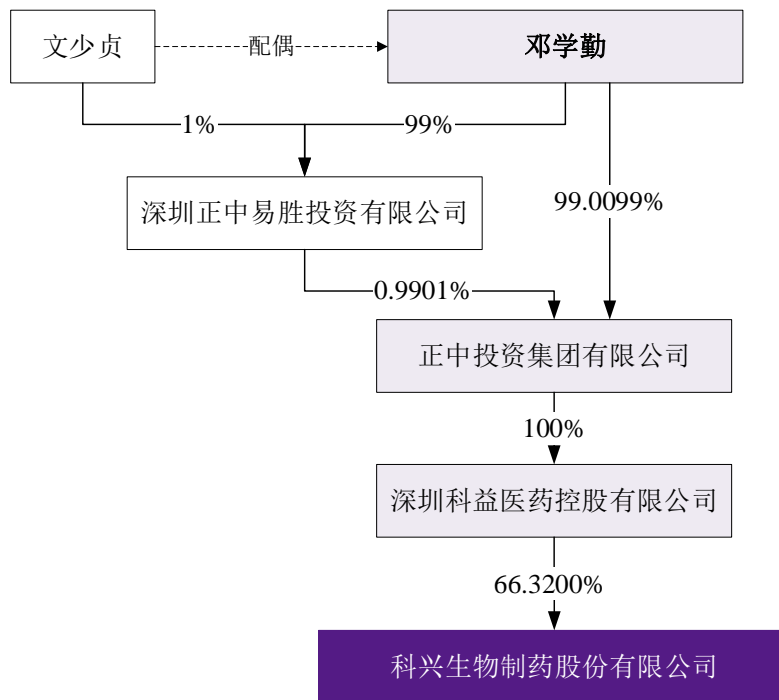 文少贞
配偶
邓学勤
1%
99%
深圳正中易胜投资有限公司
99.0099%
0.9901%
正中投资集团有限公司
100%
深圳科益医药控股有限公司
66.3200%
科兴生物制药股份有限公司